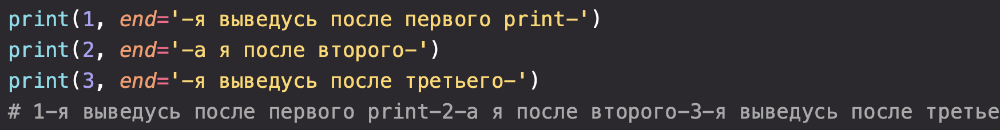 print(1, end='-я выведусь после первого print-')
print(2, end='-а я после второго-')
print(3, end='-я выведусь после третьего-')
# 1-я выведусь после первого print-2-а я после второго-3-я выведусь после третье